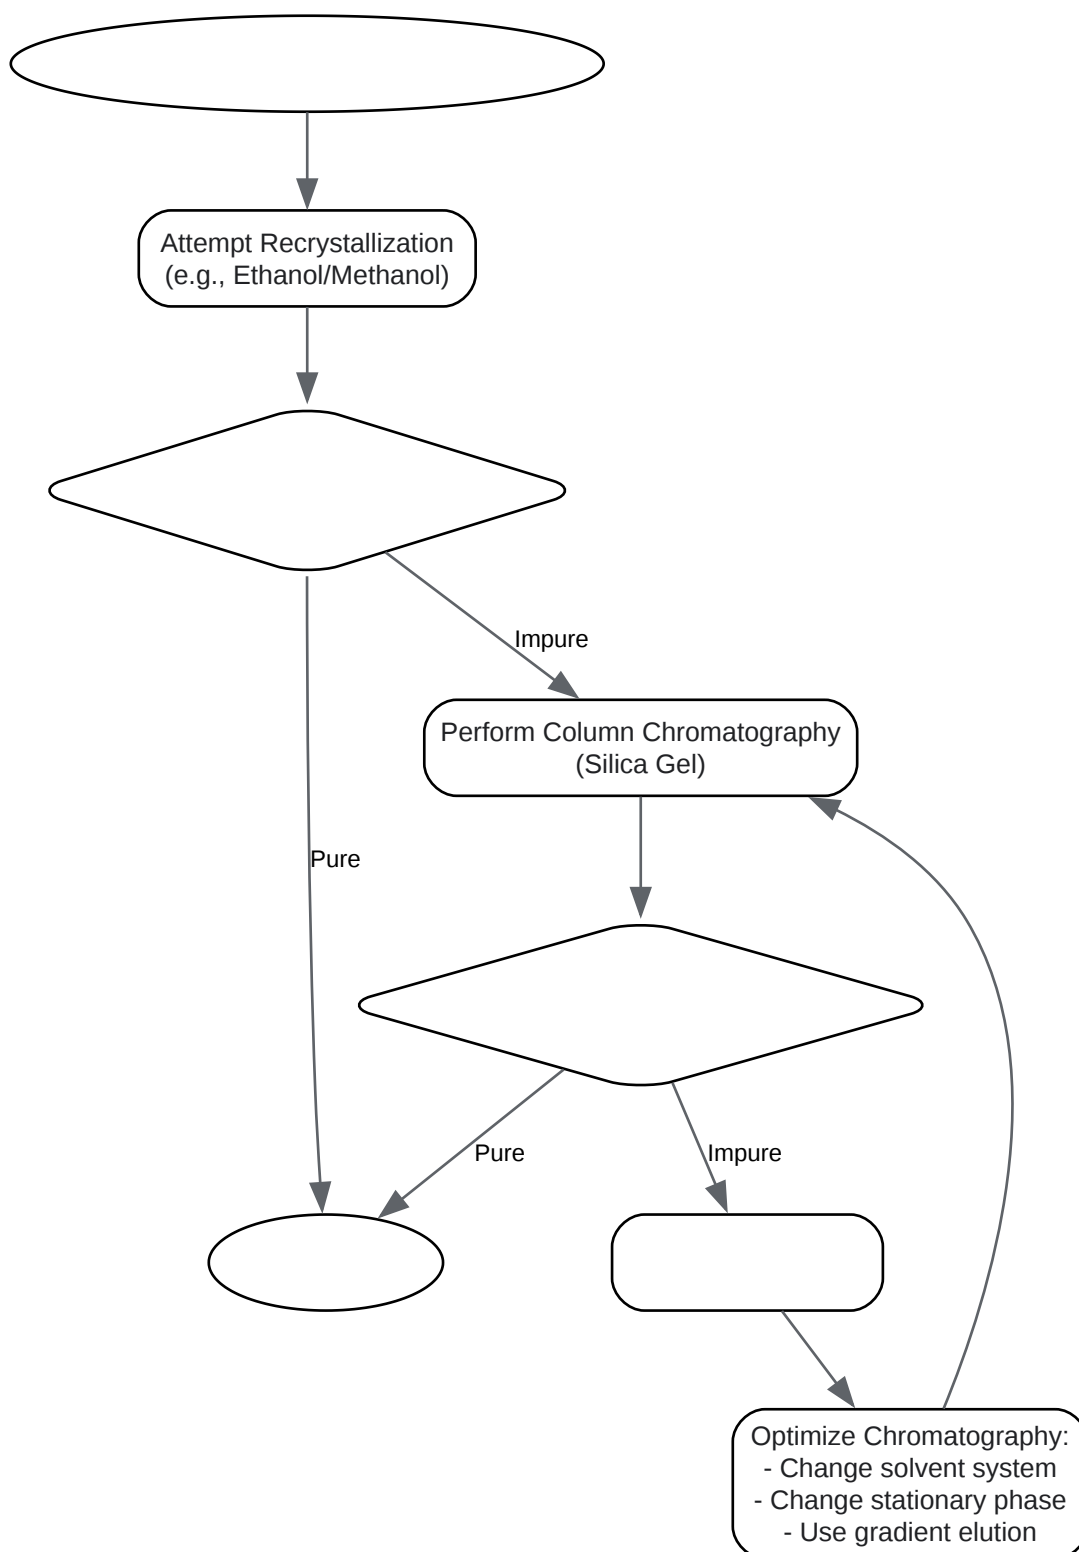 Attempt Recrystallization
(e.g., Ethanol/Methanol)
Impure
Perform Column Chromatography
(Silica Gel)
Pure
Pure
Impure
Optimize Chromatography:
- Change solvent system
- Change stationary phase
- Use gradient elution